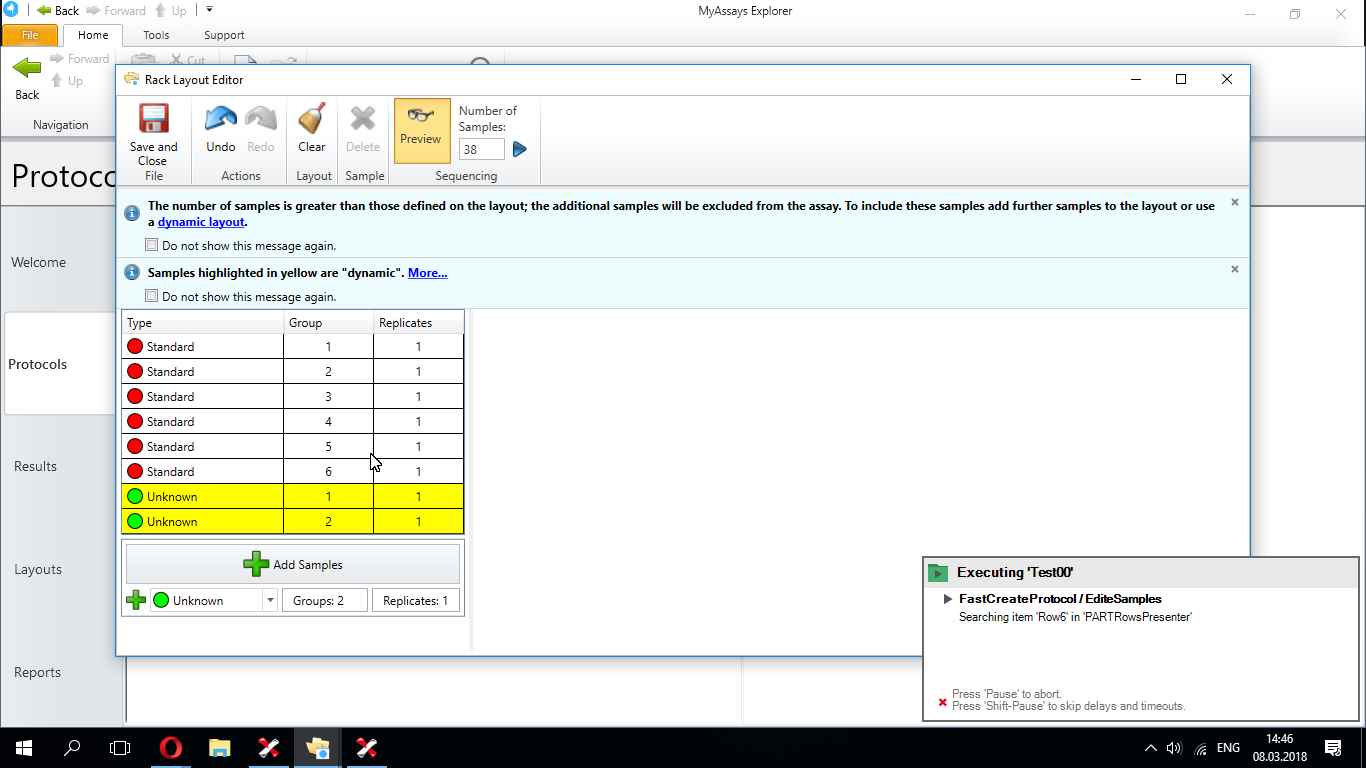 Back Forward Up
MyAssays Explorer
File Home Tools Support
Back
Forward
Up
Cut
Navigation
Rack Layout Editor
Save and Close
File
Undo Redo
Actions
Clear
Layout
Delete
Sample
Preview
Number of Samples:
38
Sequencing
The number of samples is greater than those defined on the layout; the additional samples will be excluded from the assay. To include these samples add further samples to the layout or use
a dynamic layout.
Do not show this message again.
Samples highlighted in yellow are "dynamic". More...
Do not show this message again.
Protoc
Welcome
Protocols
Results
Layouts
Reports
Type Group Replicates
Standard 1 1
Standard 2 1
Standard 3 1
Standard 4 1
Standard 5 1
Standard 6 1
Unknown 1 1
Unknown 2 1
Add Samples
Unknown Groups: 2 Replicates: 1
Executing 'Test00'
FastCreateProtocol / EditeSamples
Searching item 'Row6' in 'PARTRowsPresenter'
Press 'Pause' to abort.
Press 'Shift-Pause' to skip delays and timeouts.
ENG
14:46
08.03.2018